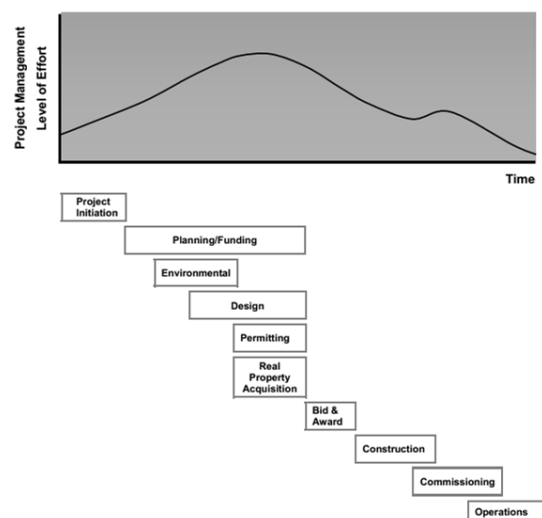 Project Management
Level of Effort
Time
Project
Initiation
Planning/Funding
Environmental
Design
Permitting
Real
Property
Acquisition
Bid &
Award
Construction
Commissioning
Operations